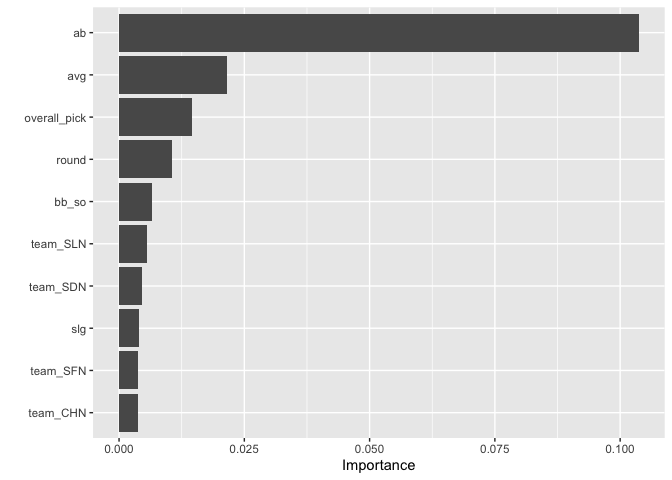 ab
avg
overall_pick
round
bb_so
team_SLN
team_SDN
slg
team_SFN
team_CHN
0.000 0.025 0.050 0.075 0.100
Importance